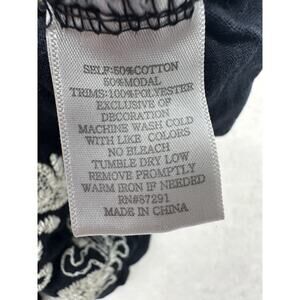 SELF:50%COTTON
50%MODAL
TRIMS:100%POLYESTER
EXCLUSIVE OF
DECORATION
MACHINE WASH COLD
WITH LIKE COLORS
NO BLEACH
TUMBLE DRY LOW
REMOVE PROMPTLY
WARM IRON IF NEEDED
RN#87291
MADE IN CHINA